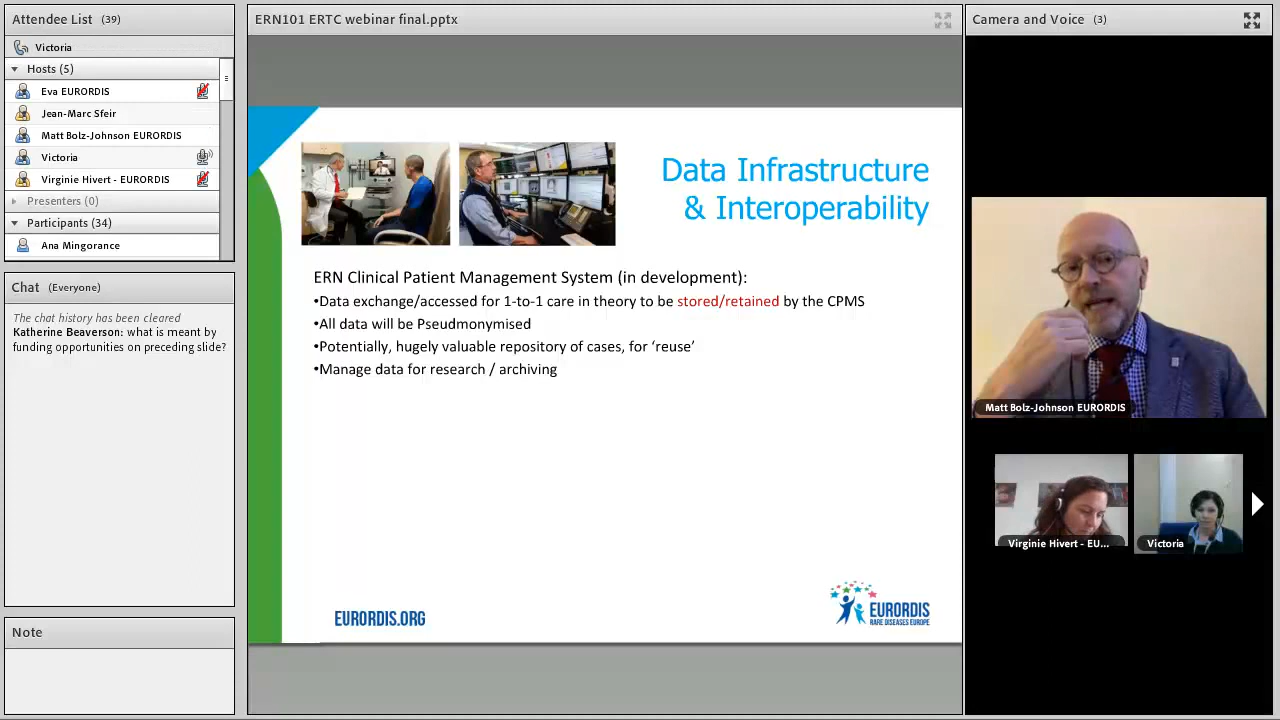 Attendee List (39)
Victoria
Hosts (5)
Eva EURORDIS
Jean-Marc Sfeir
Matt Bolz-Johnson EURORDIS
Victoria
Virginie Hivert - EURORDIS
Presenters (0)
Participants (34)
Ana Mingorance
Chat (Everyone)
The chat history has been cleared
Katherine Beaverson: what is meant by
funding opportunities on preceding slide?
Note
ERN101 ERTC webinar final.pptx
Data Infrastructure
& Interoperability
ERN Clinical Patient Management System (in development):
•Data exchange/accessed for 1-to-1 care in theory to be stored/retained by the CPMS
•All data will be Pseudmonymised
•Potentially, hugely valuable repository of cases, for ‘reuse’
•Manage data for research / archiving
EURORDIS.ORG
EURORDIS
RARE DISEASES EUROPE
Camera and Voice (3)
Matt Bolz-Johnson EURORDIS
Virginie Hivert - EU...
Victoria